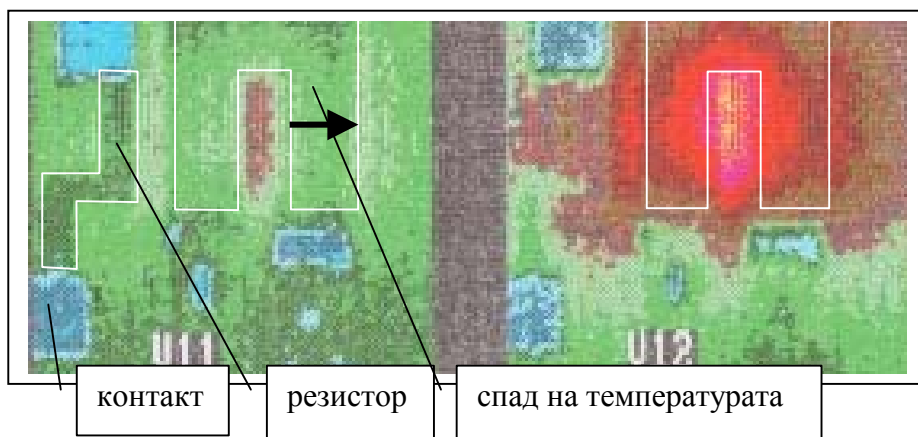 U11
U12
контакт
резистор
спад на температурата